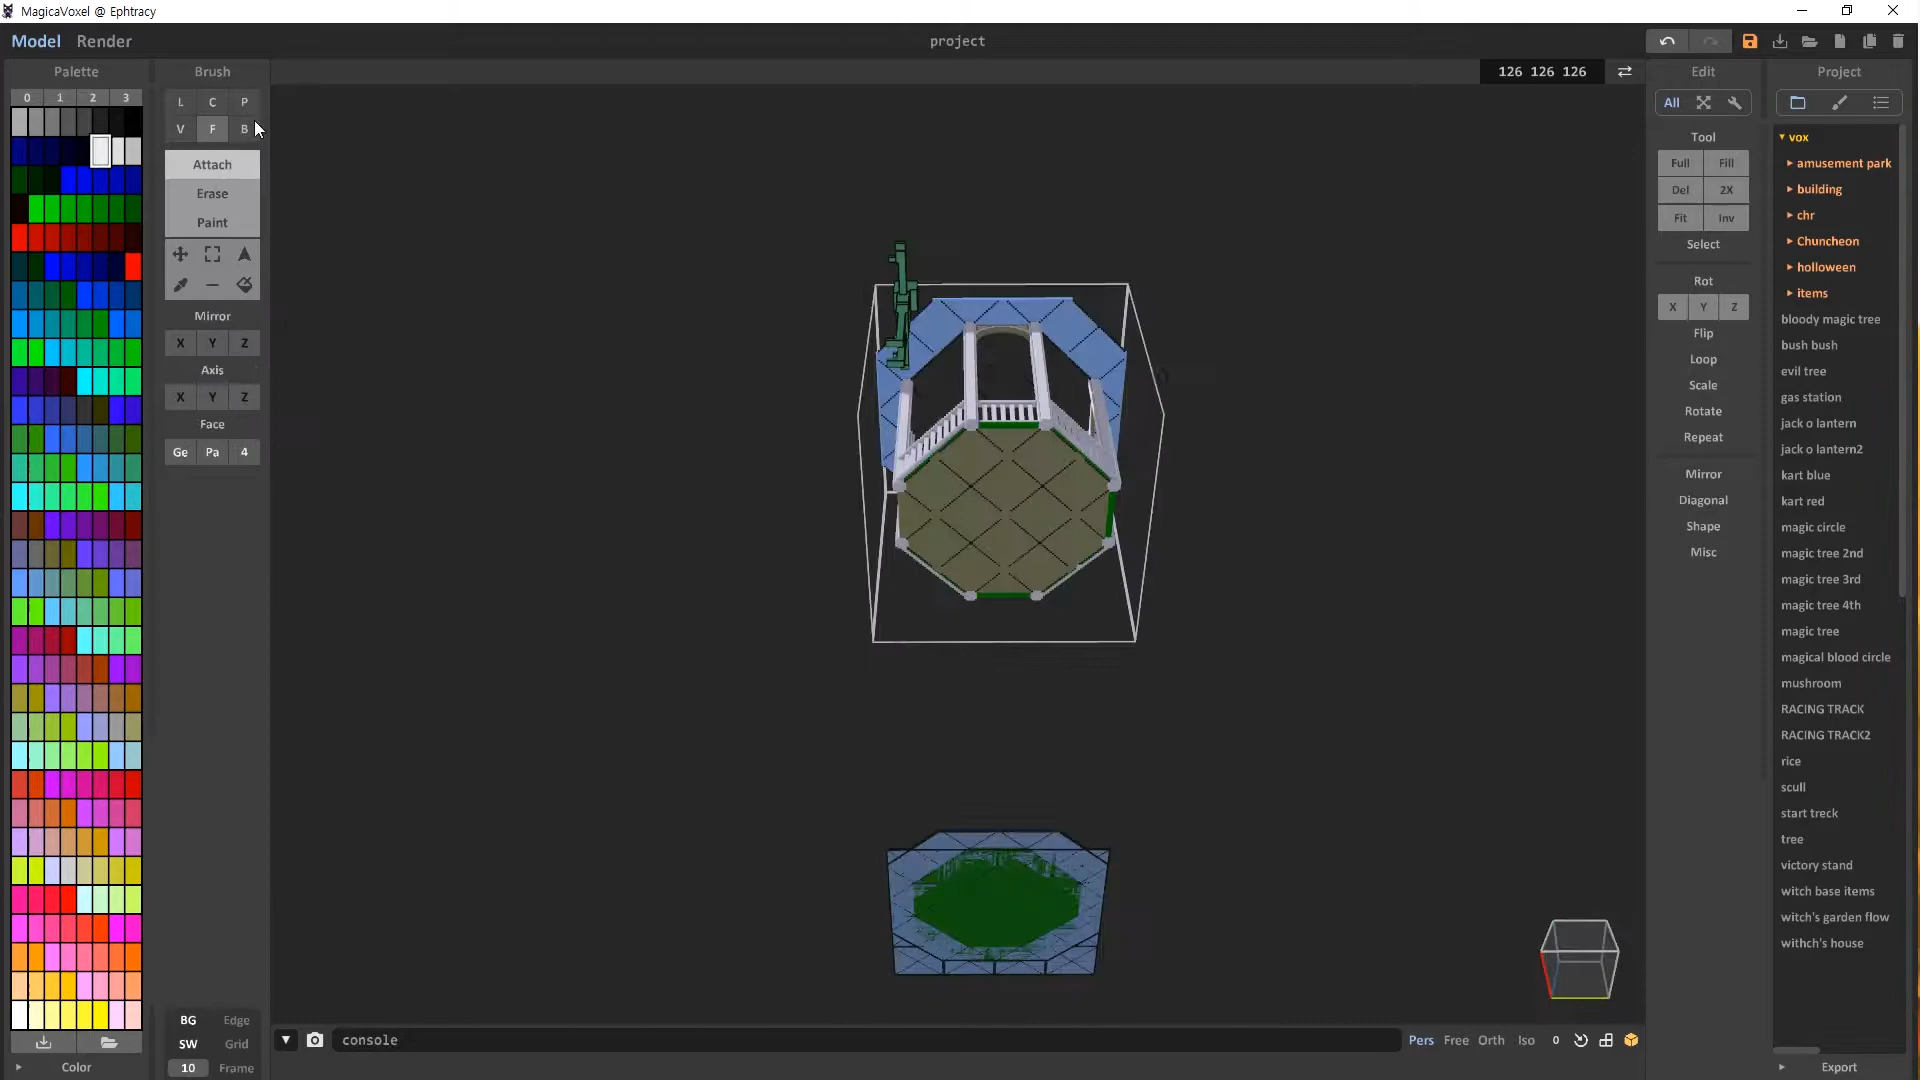 MagicaVoxel @ Ephtracy
Model Render
project
126 126 126
Palette
0 1 2 3
Brush
L C P
V F B
Attach
Erase
Paint
Mirror
X Y Z
Axis
X Y Z
Face
Ge Pa 4
BG Edge
SW Grid
10 Frame
Color
console
Pers Free Orth Iso 0
Edit
All
Tool
Full Fill
Del 2X
Fit Inv
Select
Rot
X Y Z
Flip
Loop
Scale
Rotate
Repeat
Mirror
Diagonal
Shape
Misc
Project
vox
amusement park
building
chr
Chuncheon
holloween
items
bloody magic tree
bush bush
evil tree
gas station
jack o lantern
jack o lantern2
kart blue
kart red
magic circle
magic tree 2nd
magic tree 3rd
magic tree 4th
magic tree
magical blood circle
mushroom
RACING TRACK
RACING TRACK2
rice
scull
start treck
tree
victory stand
witch base items
witch's garden flow
withch's house
Export